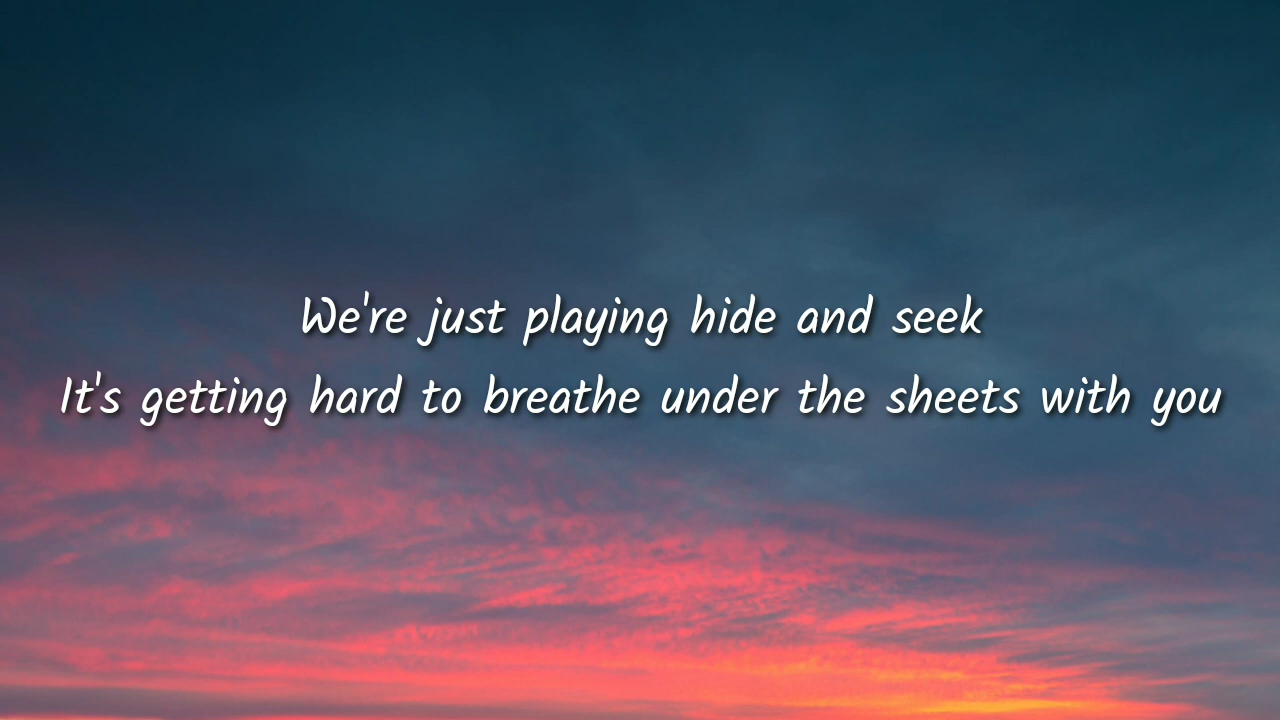 We're just playing hide and seek
It's getting hard to breathe under the sheets with you